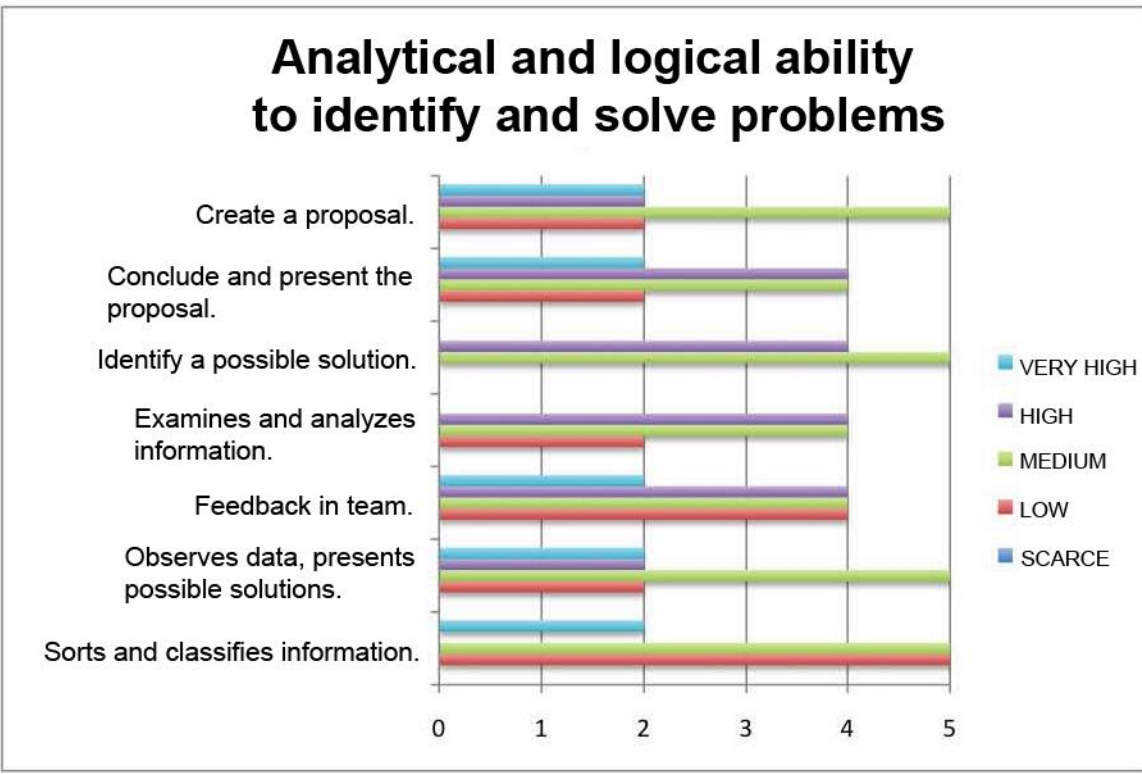 Analytical and logical ability
to identify and solve problems
Create a proposal.
Conclude and present the
proposal.
Identify a possible solution.
Examines and analyzes
information.
Feedback in team.
Observes data, presents
possible solutions.
Sorts and classifies information.
VERY HIGH
HIGH
MEDIUM
LOW
SCARCE
0 1 2 3 4 5